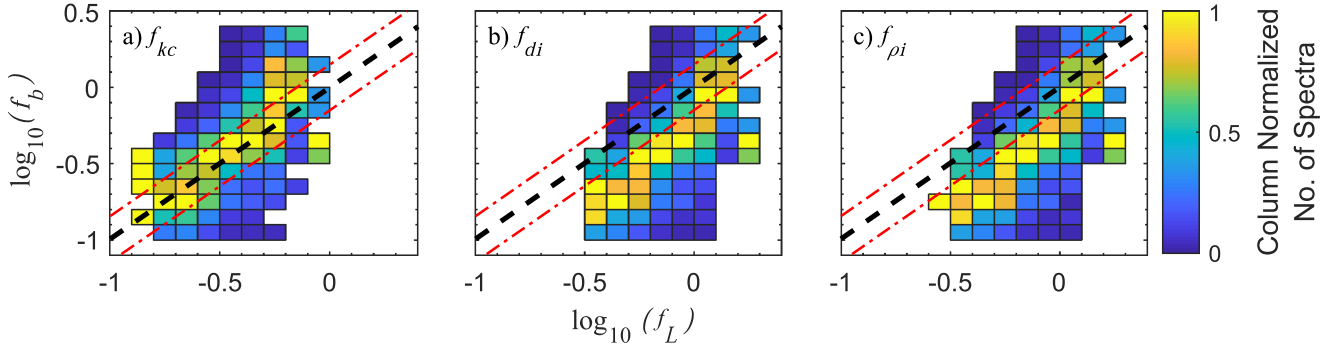 a) f_kc
b) f_di
c) f_ρi
0.5
0
-0.5
-1
log₁₀(f_b)
-1 -0.5 0
-1 -0.5 0
-1 -0.5 0
log₁₀ (f_L)
1
0.5
0
Column Normalized
No. of Spectra